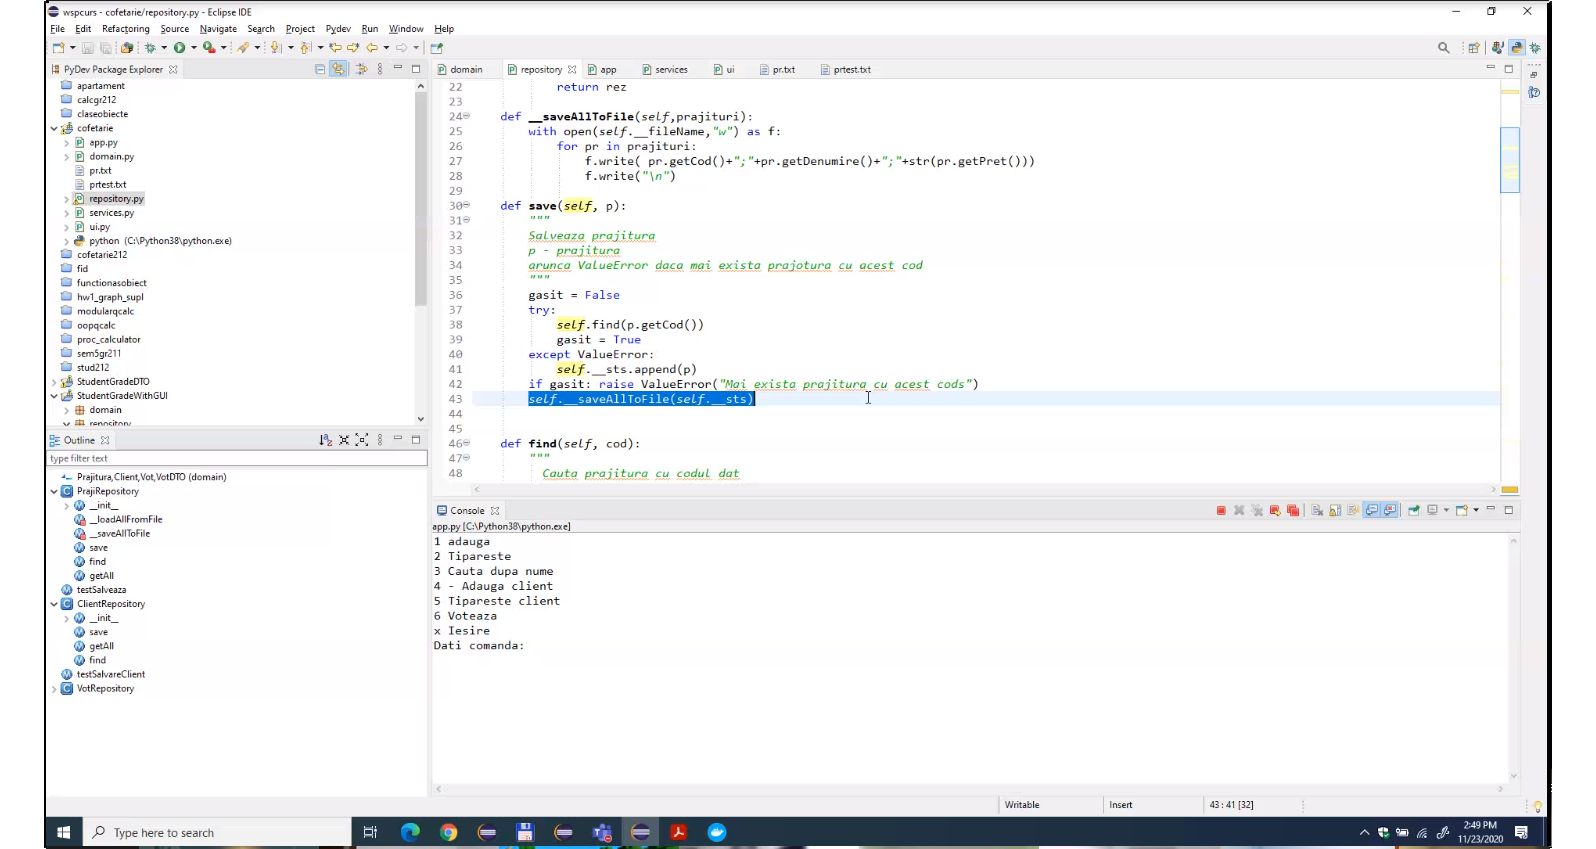 wspcurs - cofetarie/repository.py - Eclipse IDE
File Edit Refactoring Source Navigate Search Project Pydev Run Window Help
PyDev Package Explorer
apartament
calcgr212
claseobiecte
cofetarie
app.py
domain.py
pr.txt
prtest.txt
repository.py
services.py
ui.py
python (C:\Python38\python.exe)
cofetarie212
fid
functionasobiect
hw1_graph_supl
modularqcalc
oopqcalc
proc_calculator
sem5gr211
stud212
StudentGradeDTO
StudentGradeWithGUI
domain
repository
Outline
type filter text
Prajitura,Client,Vot,VotDTO (domain)
PrajiRepository
__init__
__loadAllFromFile
__saveAllToFile
save
find
getAll
testSalveaza
ClientRepository
__init__
save
getAll
find
testSalvareClient
VotRepository
domain repository app services ui pr.txt prtest.txt
22 return rez
23
24 def __saveAllToFile(self,prajituri):
25 with open(self.__fileName,"w") as f:
26 for pr in prajituri:
27 f.write( pr.getCod()+";"+pr.getDenumire()+";"+str(pr.getPret()))
28 f.write("\n")
29
30 def save(self, p):
31 """
32 Salveaza prajitura
33 p - prajitura
34 arunca ValueError daca mai exista prajotura cu acest cod
35 """
36 gasit = False
37 try:
38 self.find(p.getCod())
39 gasit = True
40 except ValueError:
41 self.__sts.append(p)
42 if gasit: raise ValueError("Mai exista prajitura cu acest cods")
43 self.__saveAllToFile(self.__sts)
44
45
46 def find(self, cod):
47 """
48 Cauta prajitura cu codul dat
Console
app.py [C:\Python38\python.exe]
1 adauga
2 Tipareste
3 Cauta dupa nume
4 - Adauga client
5 Tipareste client
6 Voteaza
x Iesire
Dati comanda:
Writable Insert 43 : 41 [32]
Type here to search
2:49 PM
11/23/2020